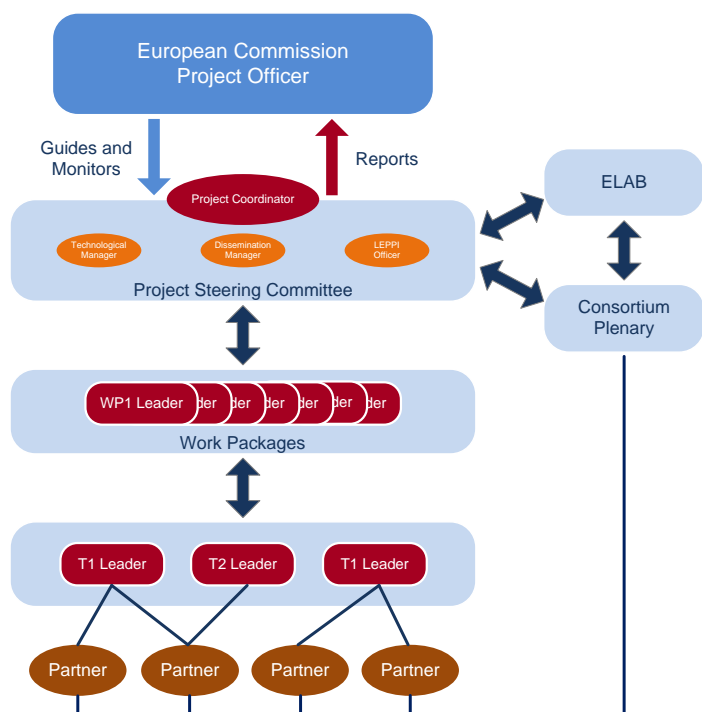 European Commission
Project Officer
Guides and
Monitors
Reports
Project Coordinator
ELAB
Technological
Manager
Dissemination
Manager
LEPPI
Officer
Project Steering Committee
Consortium
Plenary
WP1 Leader der der der der der der
Work Packages
T1 Leader T2 Leader T1 Leader
Partner Partner Partner Partner